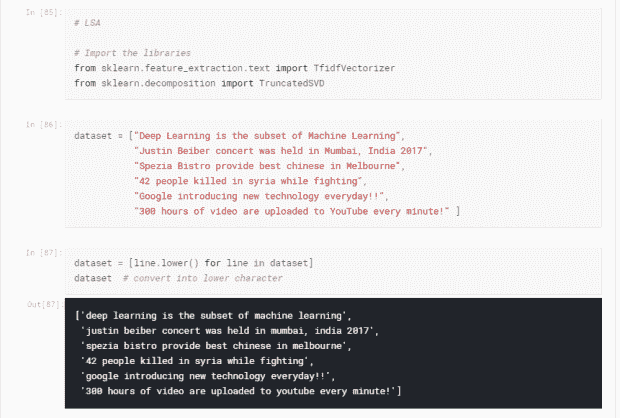 In [85]:
# LSA
# Import the libraries
from sklearn.feature_extraction.text import TfidfVectorizer
from sklearn.decomposition import TruncatedSVD
In [86]:
dataset = ["Deep Learning is the subset of Machine Learning",
"Justin Beiber concert was held in Mumbai, India 2017",
"Spezia Bistro provide best chinese in Melbourne",
"42 people killed in syria while fighting",
"Google introducing new technology everyday!!",
"300 hours of video are uploaded to YouTube every minute!" ]
In [87]:
dataset = [line.lower() for line in dataset]
dataset # convert into lower character
Out[87]:
['deep learning is the subset of machine learning',
'justin beiber concert was held in mumbai, india 2017',
'spezia bistro provide best chinese in melbourne',
'42 people killed in syria while fighting',
'google introducing new technology everyday!!',
'300 hours of video are uploaded to youtube every minute!']